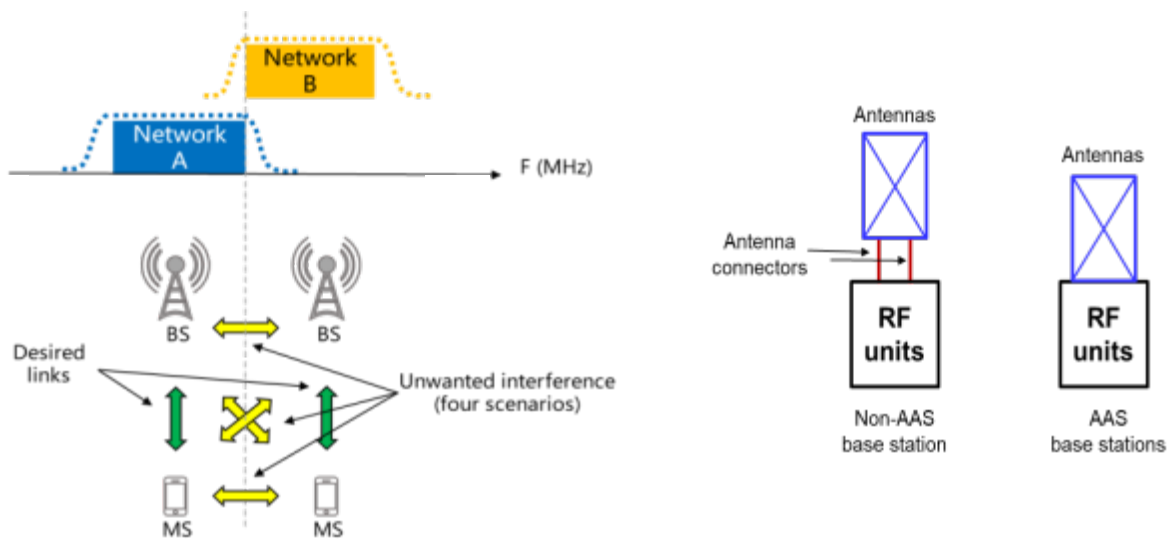 Network
B
Network
A
F (MHz)
BS
BS
Desired
links
Unwanted interference
(four scenarios)
MS
MS
Antennas
Antenna
connectors
RF
units
Non-AAS
base station
Antennas
RF
units
AAS
base stations